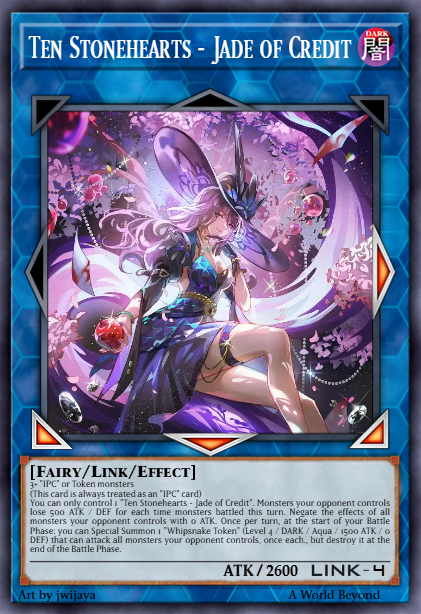 Ten Stonehearts - Jade of Credit
DARK
闇
[Fairy/Link/Effect]
3+ "IPC" or Token monsters
(This card is always treated as an "IPC" card)
You can only control 1 "Ten Stonehearts - Jade of Credit". Monsters your opponent controls
lose 500 ATK / DEF for each time monsters battled this turn. Negate the effects of all
monsters your opponent controls with 0 ATK. Once per turn, at the start of your Battle
Phase: you can Special Summon 1 "Whipsnake Token" (Level 4 / DARK / Aqua / 1500 ATK / 0
DEF) that can attack all monsters your opponent controls, once each., but destroy it at the
end of the Battle Phase.
ATK / 2600 LINK-4
Art by jwijaya A World Beyond